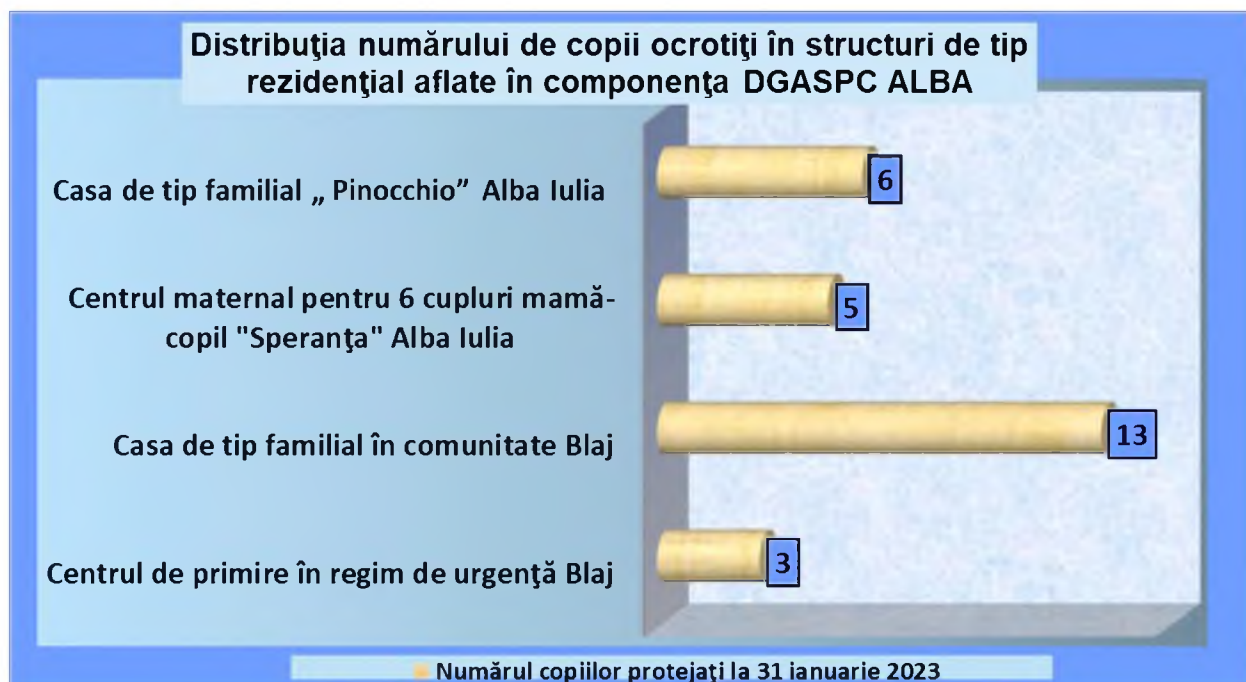 Distribuţia numărului de copii ocrotiţi în structuri de tip
rezidenţial aflate în componenţa DGASPC ALBA
Casa de tip familial „ Pinocchio” Alba Iulia
6
Centrul maternal pentru 6 cupluri mamă-
copil "Speranţa" Alba Iulia
5
Casa de tip familial în comunitate Blaj
13
Centrul de primire în regim de urgenţă Blaj
3
Numărul copiilor protejaţi la 31 ianuarie 2023